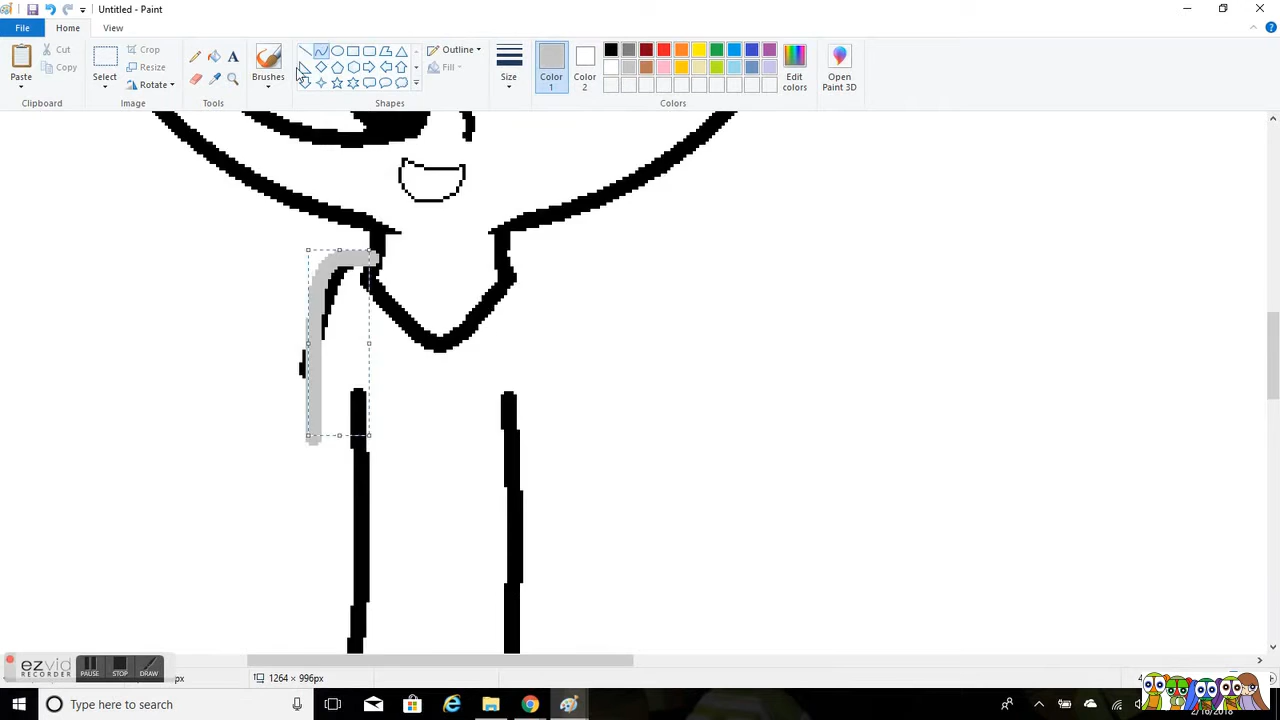 Untitled - Paint
File Home View
Paste Cut Copy Clipboard
Select Crop Resize Rotate Image
A Tools
Brushes
Outline Fill Shapes
Size
Color 1 Color 2 Edit colors Colors
Open Paint 3D
ezvid RECORDER PAUSE STOP DRAW
px 1264 × 996px
Type here to search